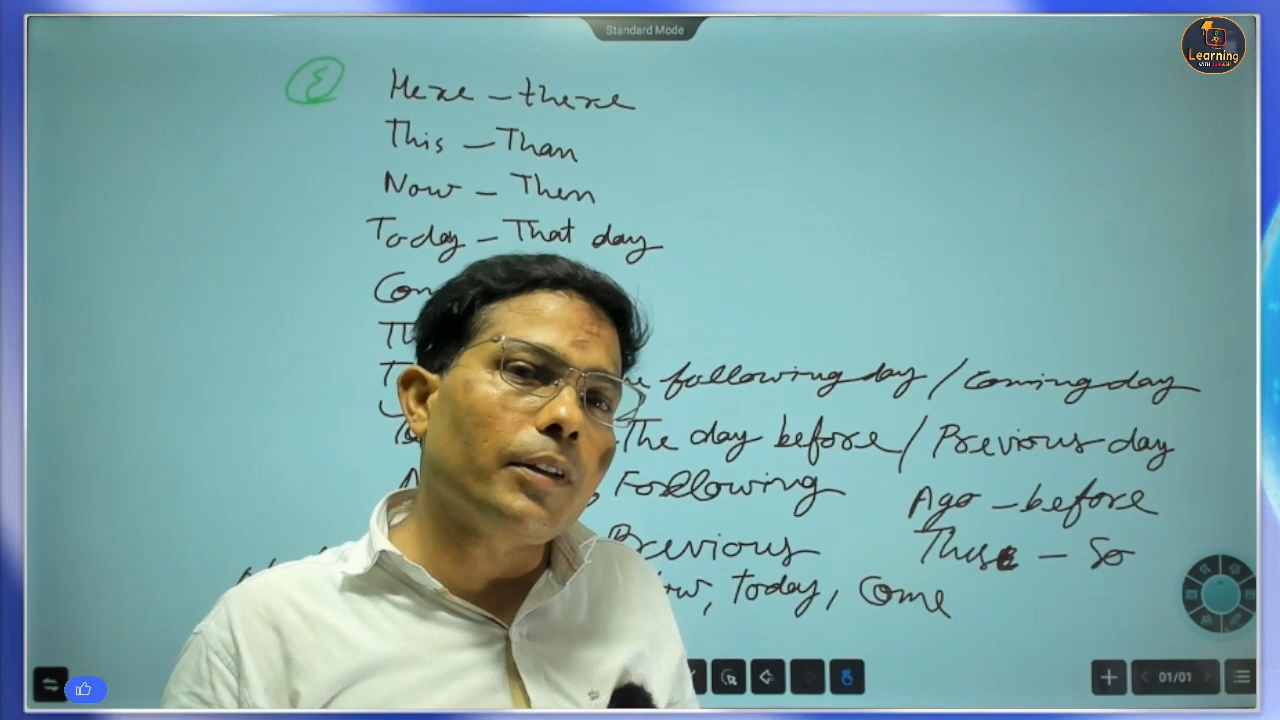 Standard Mode
Learning
Here - there
This - Than
Now - Then
Today - That day
following day / Coming day
The day before / Previous day
Following
Ago - before
Previous
Thus - So
Today, Come
01/01